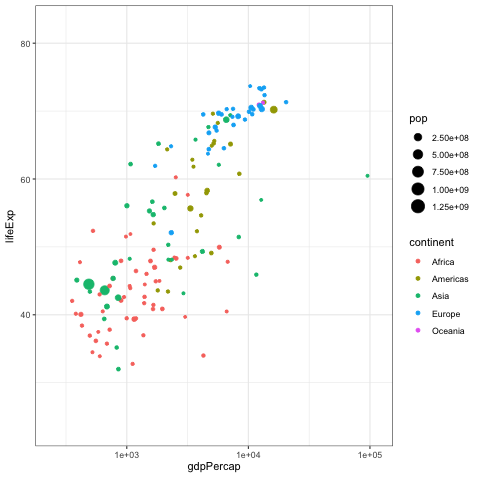 80
60
40
lifeExp
1e+03
1e+04
1e+05
gdpPercap
pop
2.50e+08
5.00e+08
7.50e+08
1.00e+09
1.25e+09
continent
Africa
Americas
Asia
Europe
Oceania